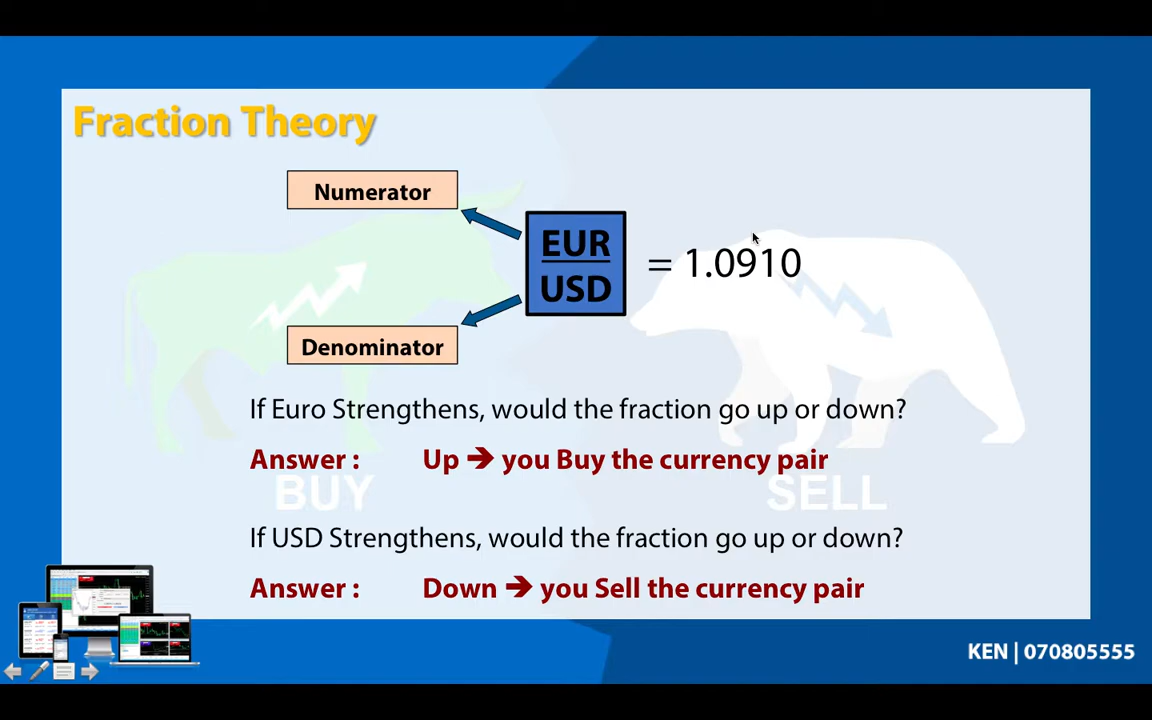 Fraction Theory
Numerator
EUR
USD
= 1.0910
Denominator
If Euro Strengthens, would the fraction go up or down?
Answer : Up ➔ you Buy the currency pair
BUY SELL
If USD Strengthens, would the fraction go up or down?
Answer : Down ➔ you Sell the currency pair
KEN | 070805555